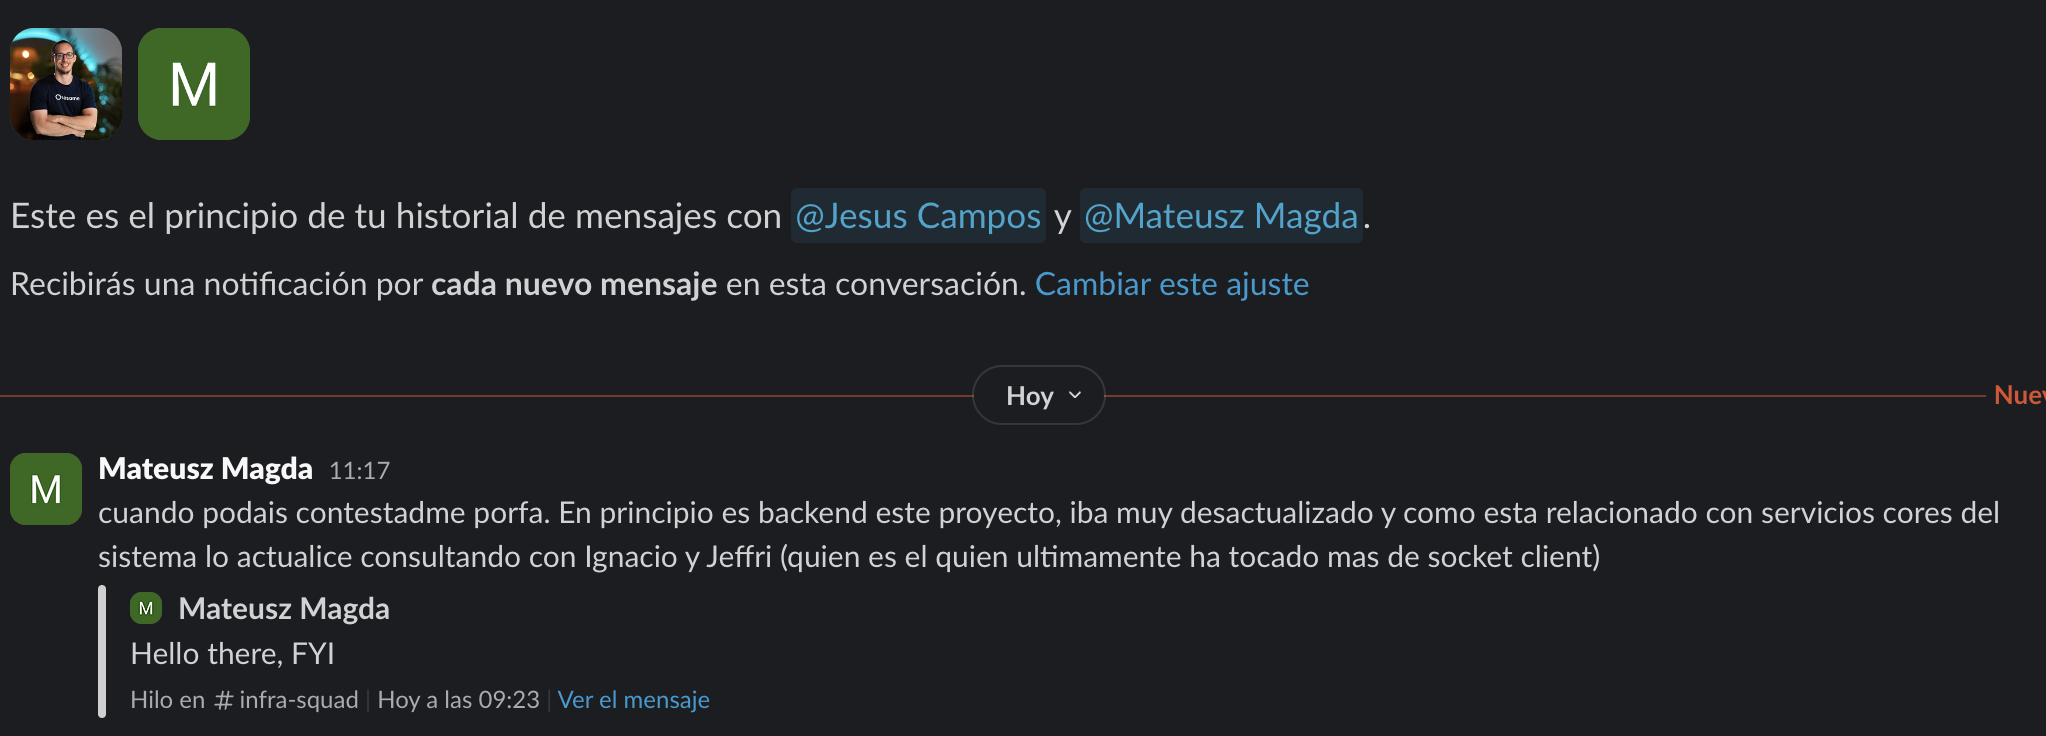 M
Este es el principio de tu historial de mensajes con @Jesus Campos y @Mateusz Magda.
Recibirás una notificación por cada nuevo mensaje en esta conversación. Cambiar este ajuste
Hoy
M
Mateusz Magda 11:17
cuando podais contestadme porfa. En principio es backend este proyecto, iba muy desactualizado y como esta relacionado con servicios cores del
sistema lo actualice consultando con Ignacio y Jeffri (quien es el quien ultimamente ha tocado mas de socket client)
M Mateusz Magda
Hello there, FYI
Hilo en # infra-squad | Hoy a las 09:23 | Ver el mensaje